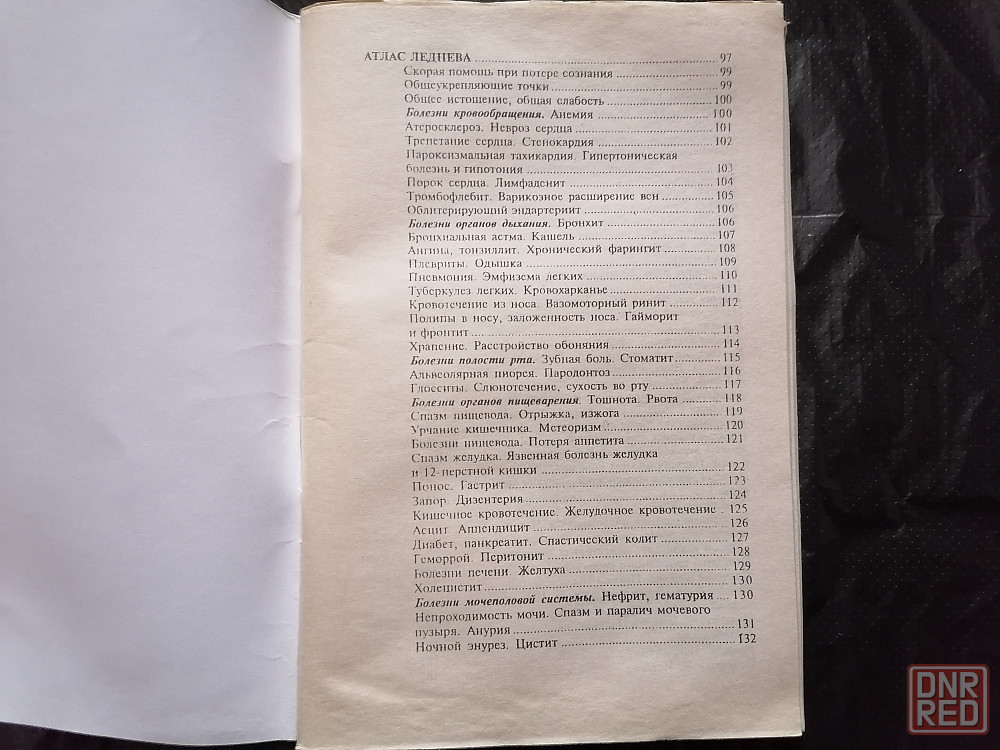 АТЛАС ЛЕДНЕВА 97
Скорая помощь при потере сознания 99
Общеукрепляющие точки 99
Общее истощение, общая слабость 100
Болезни кровообращения. Анемия 100
Атеросклероз. Невроз сердца 101
Трепетание сердца. Стенокардия 102
Пароксизмальная тахикардия. Гипертоническая
болезнь и гипотония 103
Порок сердца. Лимфаденит 104
Тромбофлебит. Варикозное расширение вен 105
Облитерирующий эндартериит 106
Болезни органов дыхания. Бронхит 106
Бронхиальная астма. Кашель 107
Ангина, тонзиллит. Хронический фарингит 108
Плевриты. Одышка 109
Пневмония. Эмфизема легких 110
Туберкулез легких. Кровохарканье 111
Кровотечение из носа. Вазомоторный ринит 112
Полипы в носу, заложенность носа. Гайморит
и фронтит 113
Храпение. Расстройство обоняния 114
Болезни полости рта. Зубная боль. Стоматит 115
Альвеолярная пиорея. Пародонтоз 116
Глосситы. Слюнотечение, сухость во рту 117
Болезни органов пищеварения. Тошнота. Рвота 118
Спазм пищевода. Отрыжка, изжога 119
Урчание кишечника. Метеоризм 120
Болезни пищевода. Потеря аппетита 121
Спазм желудка. Язвенная болезнь желудка
и 12-перстной кишки 122
Понос. Гастрит 123
Запор. Дизентерия 124
Кишечное кровотечение. Желудочное кровотечение . 125
Асцит. Аппендицит 126
Диабет, панкреатит. Спастический колит 127
Геморрой. Перитонит 128
Болезни печени. Желтуха 129
Холецистит 130
Болезни мочеполовой системы. Нефрит, гематурия 130
Непроходимость мочи. Спазм и паралич мочевого
пузыря. Анурия 131
Ночной энурез. Цистит 132
DNR
RED